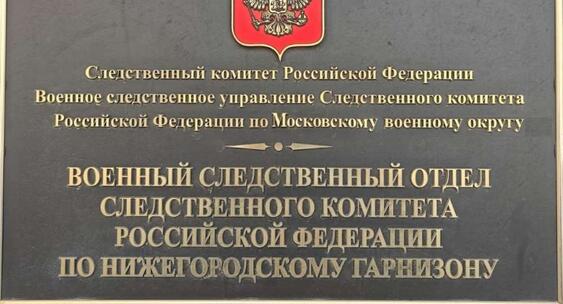 Следственный комитет Российской Федерации
Военное следственное управление Следственного комитета
Российской Федерации по Московскому военному округу
ВОЕННЫЙ СЛЕДСТВЕННЫЙ ОТДЕЛ
СЛЕДСТВЕННОГО КОМИТЕТА
РОССИЙСКОЙ ФЕДЕРАЦИИ
ПО НИЖЕГОРОДСКОМУ ГАРНИЗОНУ